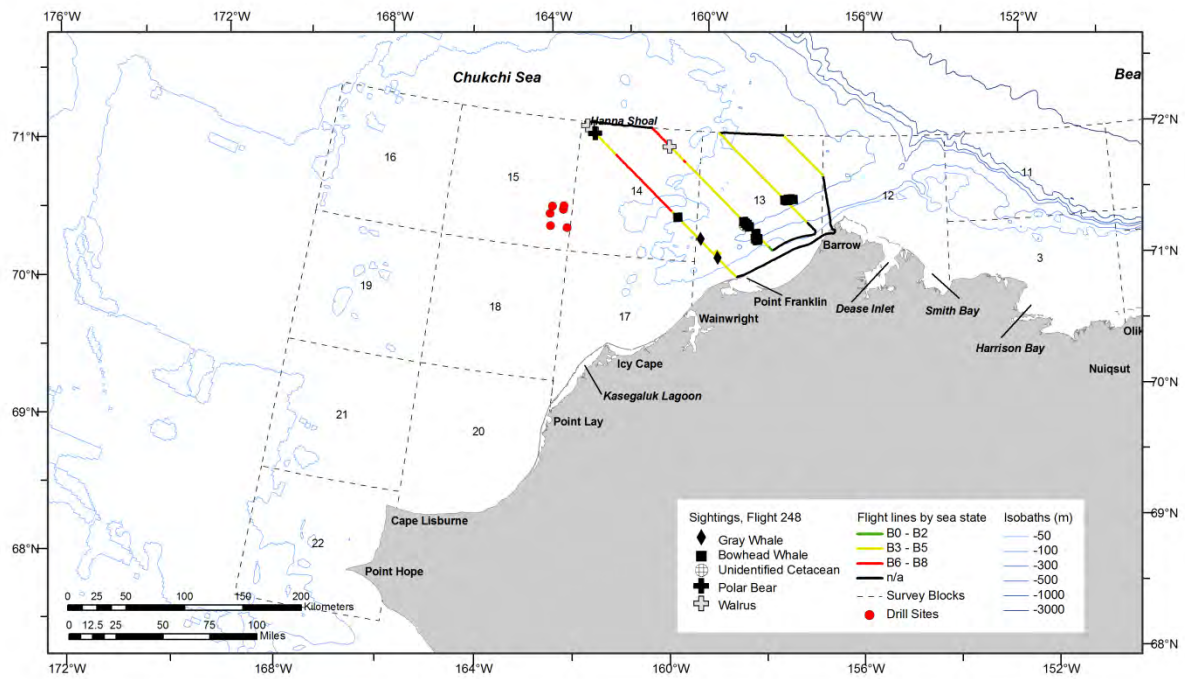 176°W
168°W
164°W
160°W
156°W
152°W
72°N
71°N
70°N
69°N
68°N
71°N
70°N
69°N
68°N
Chukchi Sea
Bea
Hanna Shoal
16
15
14
13
12
11
3
19
18
17
21
20
22
Barrow
Point Franklin
Dease Inlet
Smith Bay
Harrison Bay
Olik
Nuiqsut
Wainwright
Icy Cape
Kasegaluk Lagoon
Point Lay
Cape Lisburne
Point Hope
Sightings, Flight 248
Gray Whale
Bowhead Whale
Unidentified Cetacean
Polar Bear
Walrus
Flight lines by sea state
B0 - B2
B3 - B5
B6 - B8
n/a
Survey Blocks
Drill Sites
Isobaths (m)
-50
-100
-300
-500
-1000
-3000
0 25 50 100 150 200
Kilometers
0 12.5 25 50 75 100
Miles
172°W
168°W
164°W
160°W
156°W
152°W